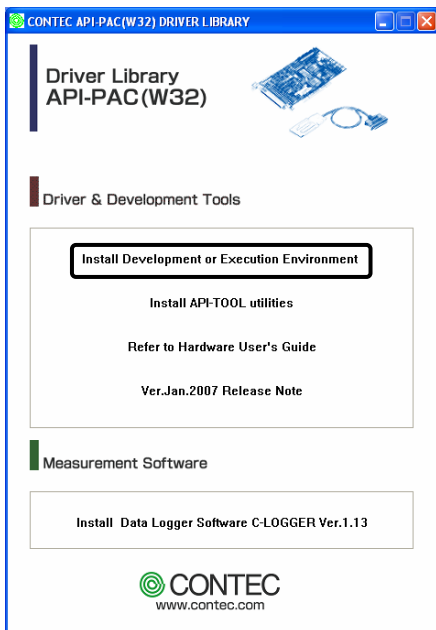 CONTEC API-PAC(W32) DRIVER LIBRARY
Driver Library
API-PAC(W32)
Driver & Development Tools
Install Development or Execution Environment
Install API-TOOL utilities
Refer to Hardware User's Guide
Ver.Jan.2007 Release Note
Measurement Software
Install Data Logger Software C-LOGGER Ver.1.13
CONTEC
www.contec.com